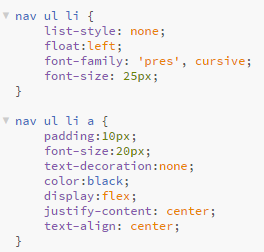 nav ul li {
    list-style: none;
    float:left;
    font-family: 'pres', cursive;
    font-size: 25px;
}
nav ul li a {
    padding:10px;
    font-size:20px;
    text-decoration:none;
    color:black;
    display:flex;
    justify-content: center;
    text-align: center;
}